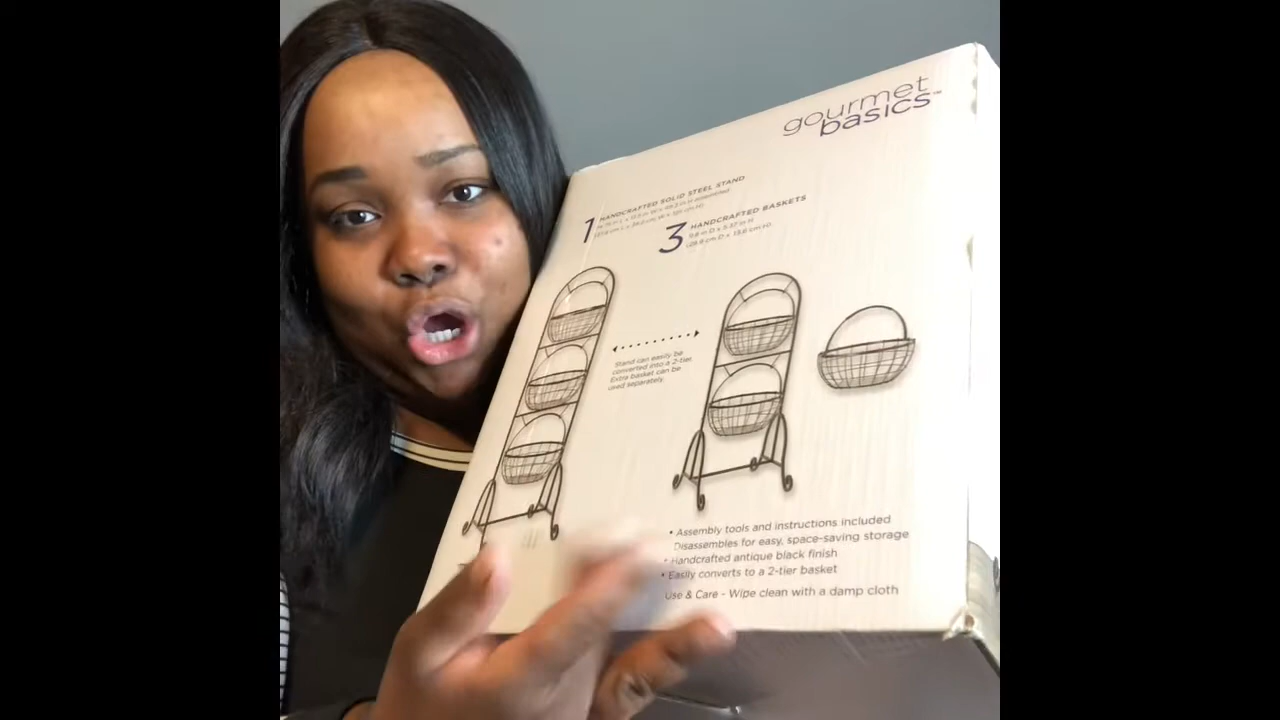 gourmet
basics™
1 HANDCRAFTED SOLID STEEL STAND
3 HANDCRAFTED BASKETS
Stand can easily be
converted into a 2-tier.
Extra basket can be
used separately.
• Assembly tools and instructions included
Disassembles for easy, space-saving storage
• Handcrafted antique black finish
• Easily converts to a 2-tier basket
Use & Care - Wipe clean with a damp cloth